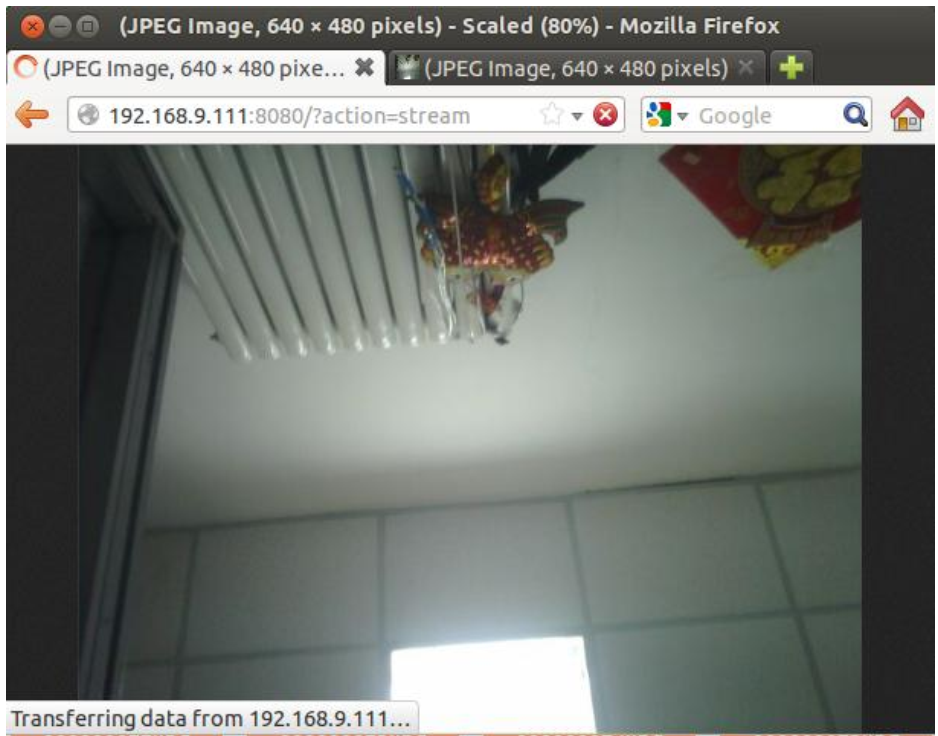 (JPEG Image, 640 × 480 pixels) - Scaled (80%) - Mozilla Firefox
(JPEG Image, 640 × 480 pixe... (JPEG Image, 640 × 480 pixels)
192.168.9.111:8080/?action=stream Google
Transferring data from 192.168.9.111...